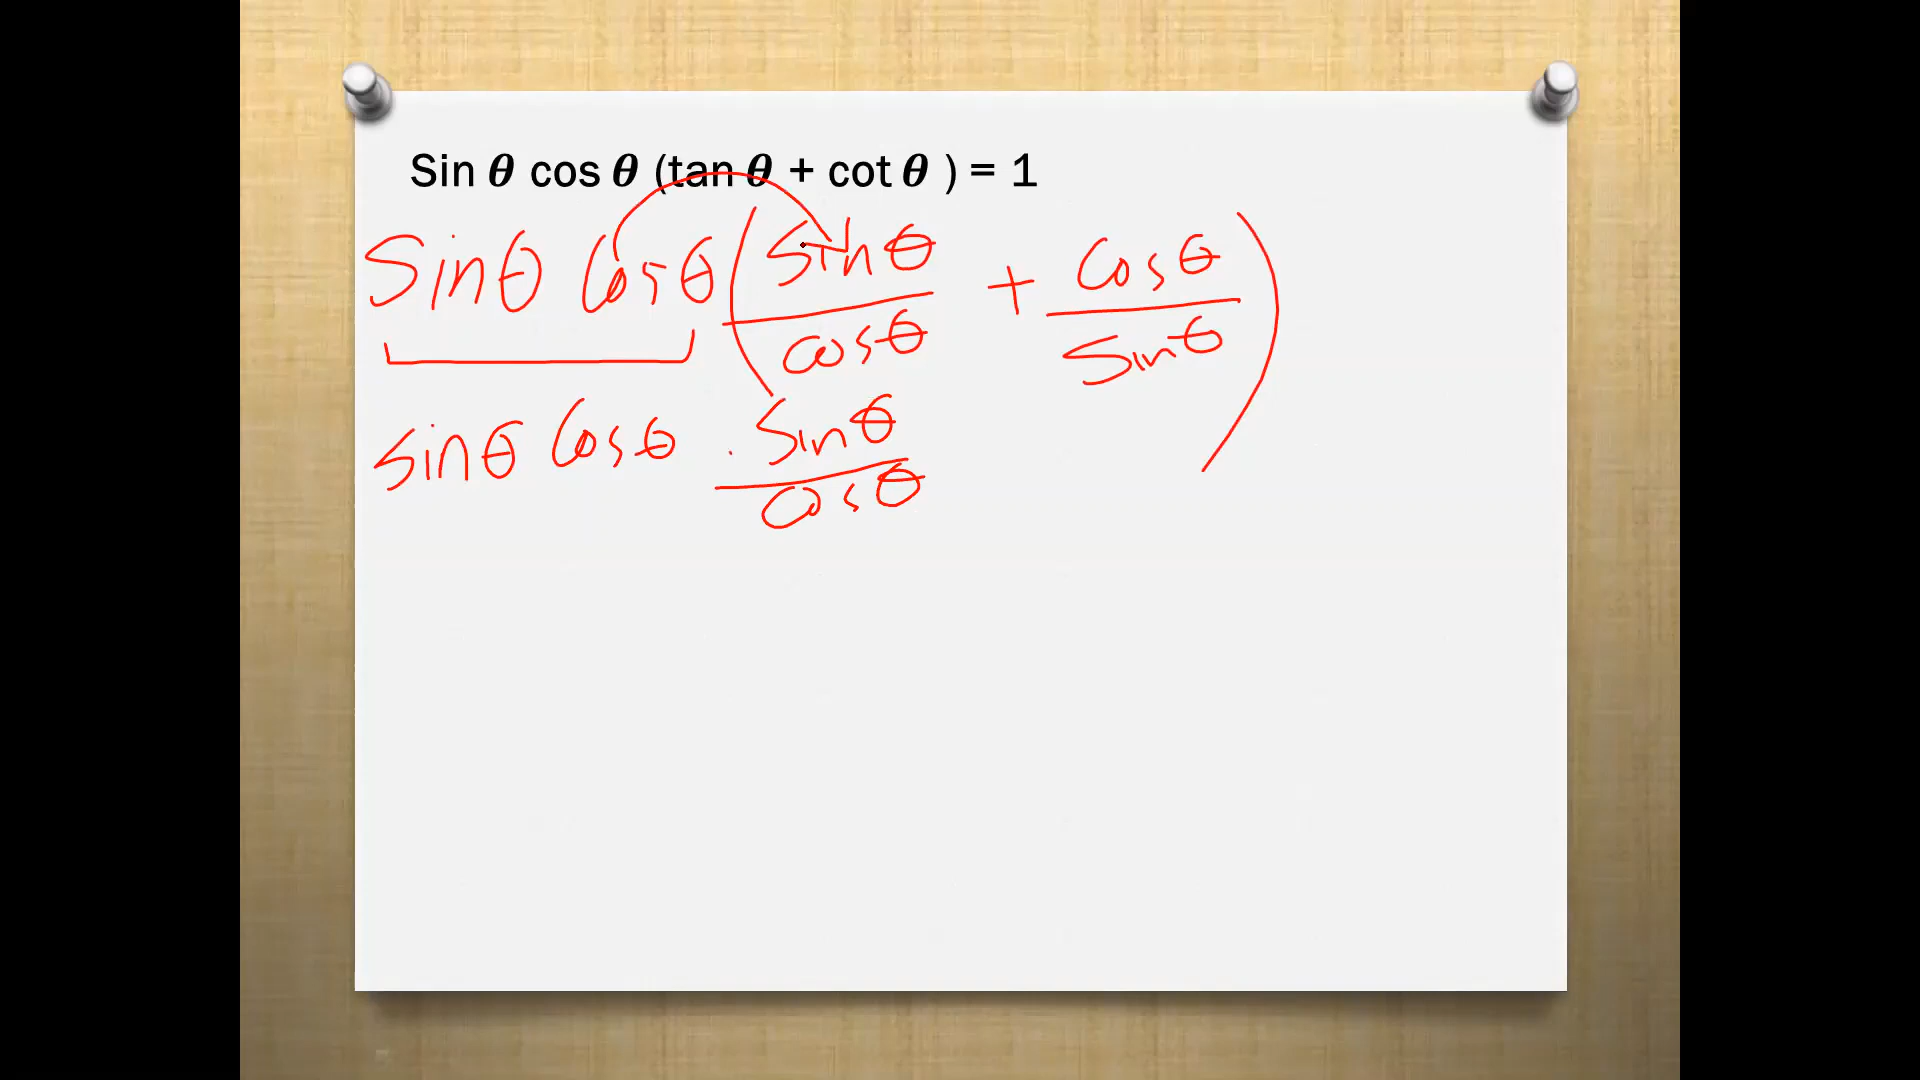 Sin θ cos θ (tan θ + cot θ ) = 1
Sinθ Cosθ (Sinθ/cosθ + Cosθ/Sinθ)
sinθ Cosθ . Sinθ/Cosθ